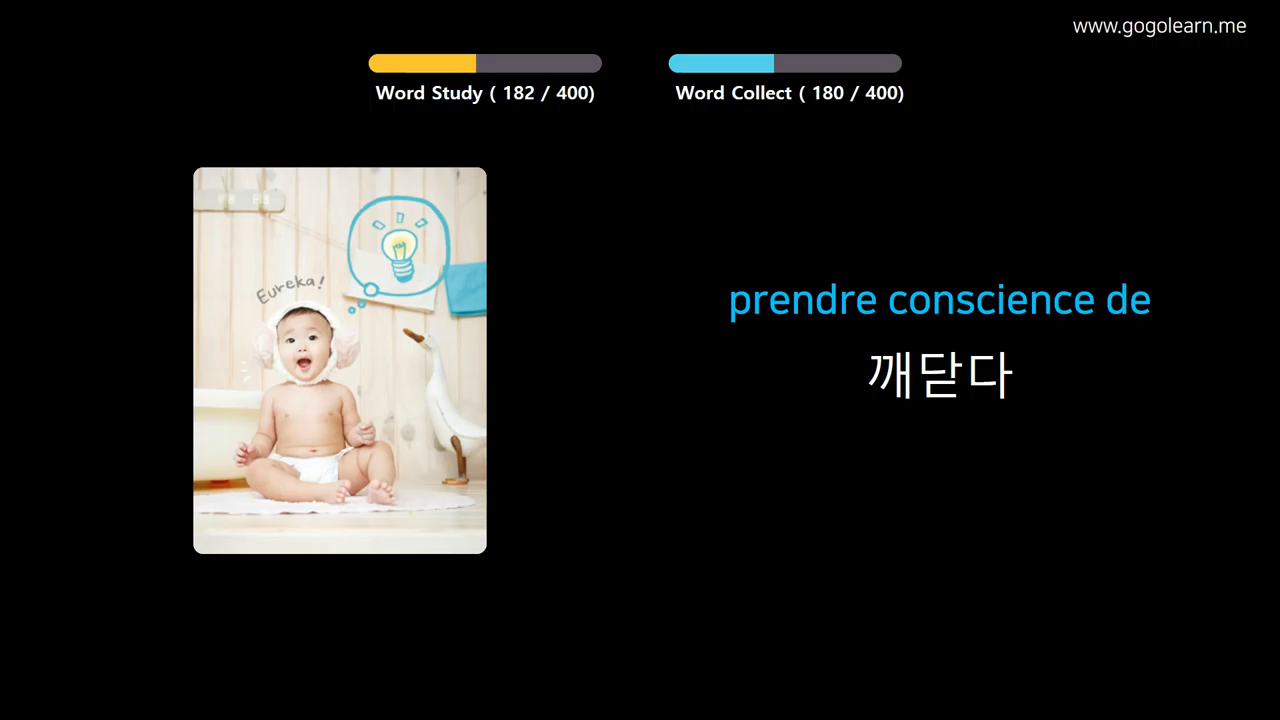 www.gogolearn.me
Word Study ( 182 / 400)
Word Collect ( 180 / 400)
Eureka!
prendre conscience de
깨닫다